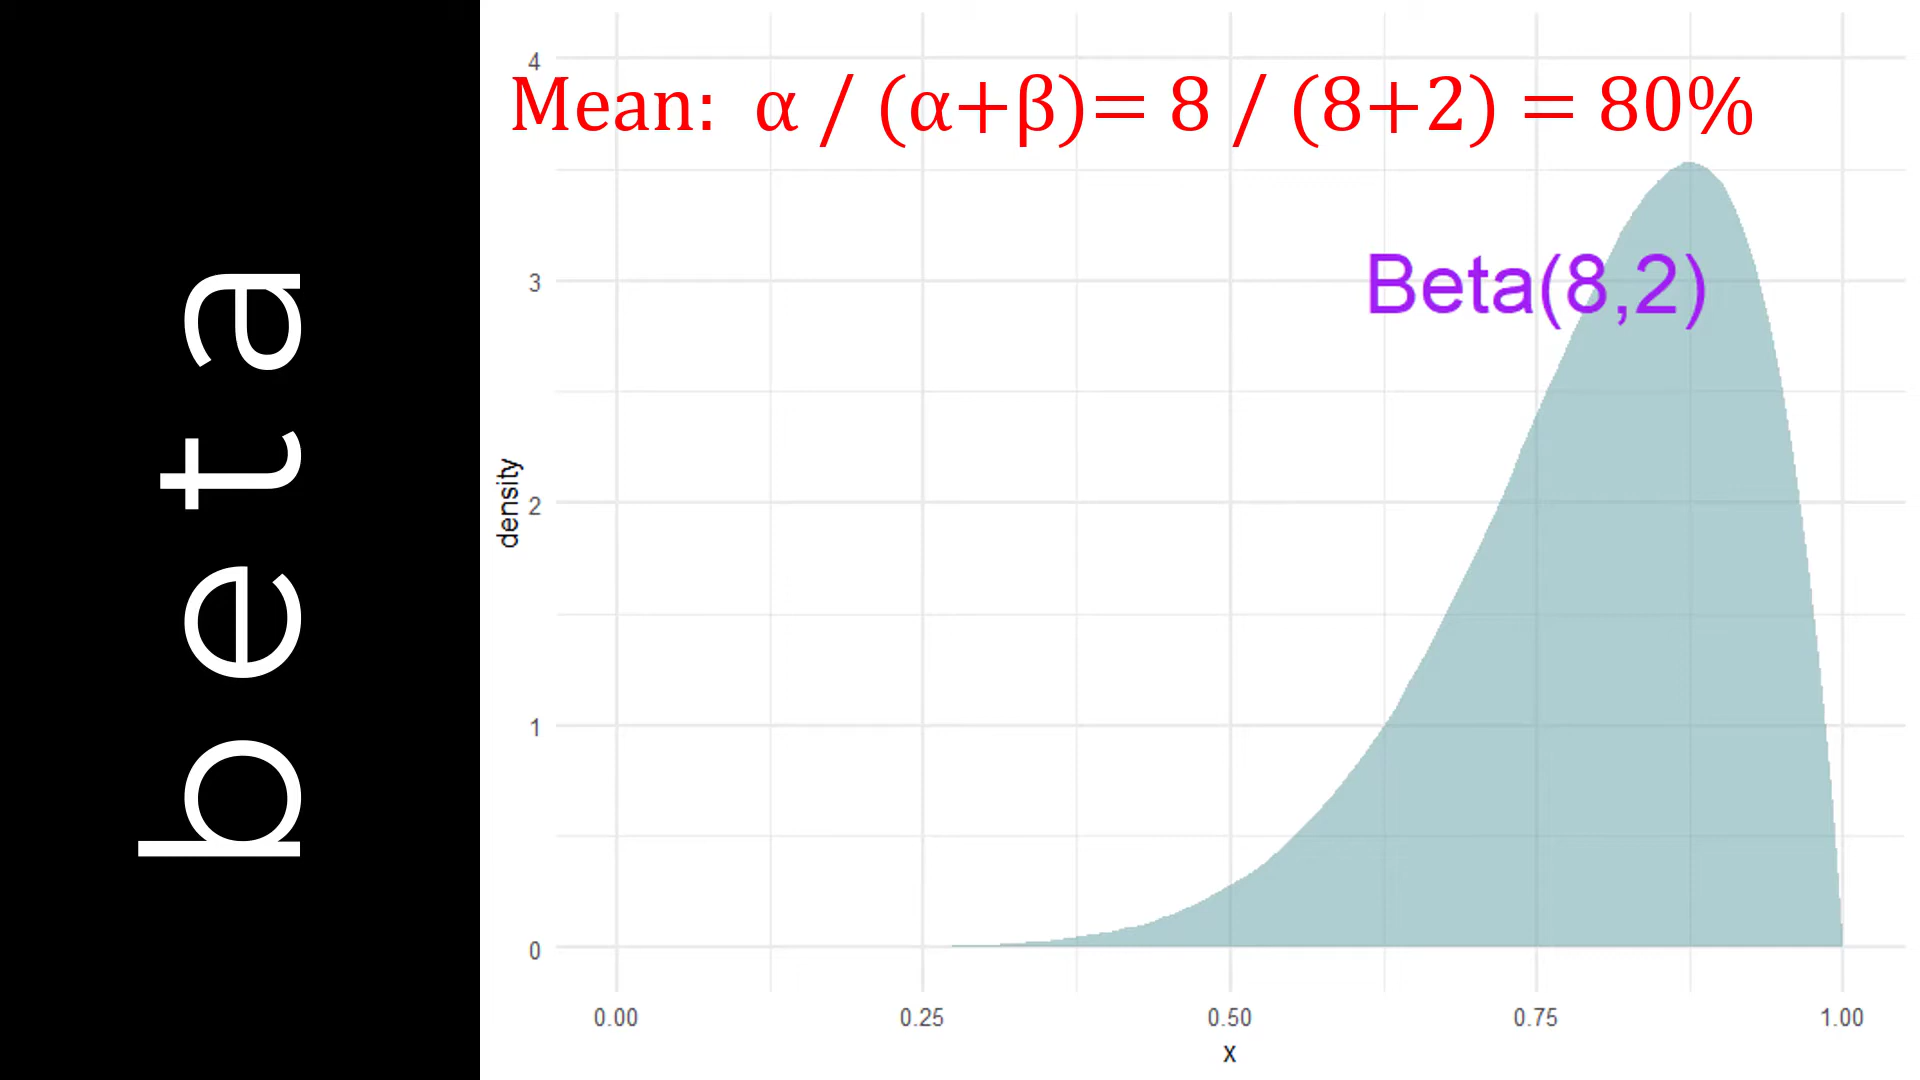 beta
4
Mean: α / (α+β)= 8 / (8+2) = 80%
Beta(8,2)
3
density
2
1
0
0.00 0.25 0.50 0.75 1.00
x